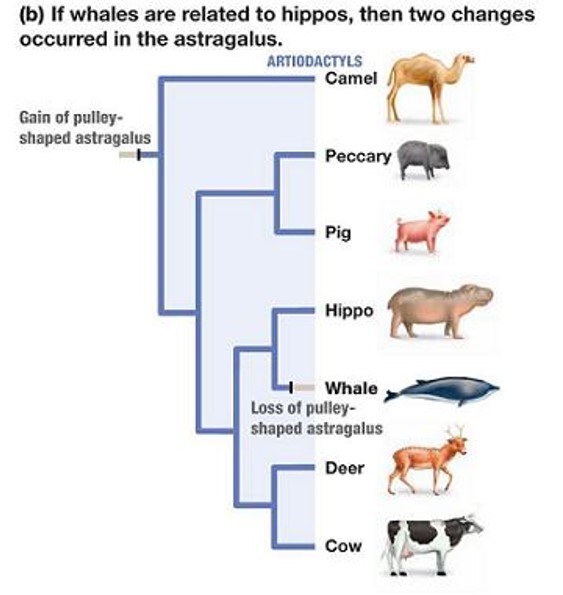 (b) If whales are related to hippos, then two changes
occurred in the astragalus.
ARTIODACTYLS
Camel
Gain of pulley-
shaped astragalus
Peccary
Pig
Hippo
Whale
Loss of pulley-
shaped astragalus
Deer
Cow